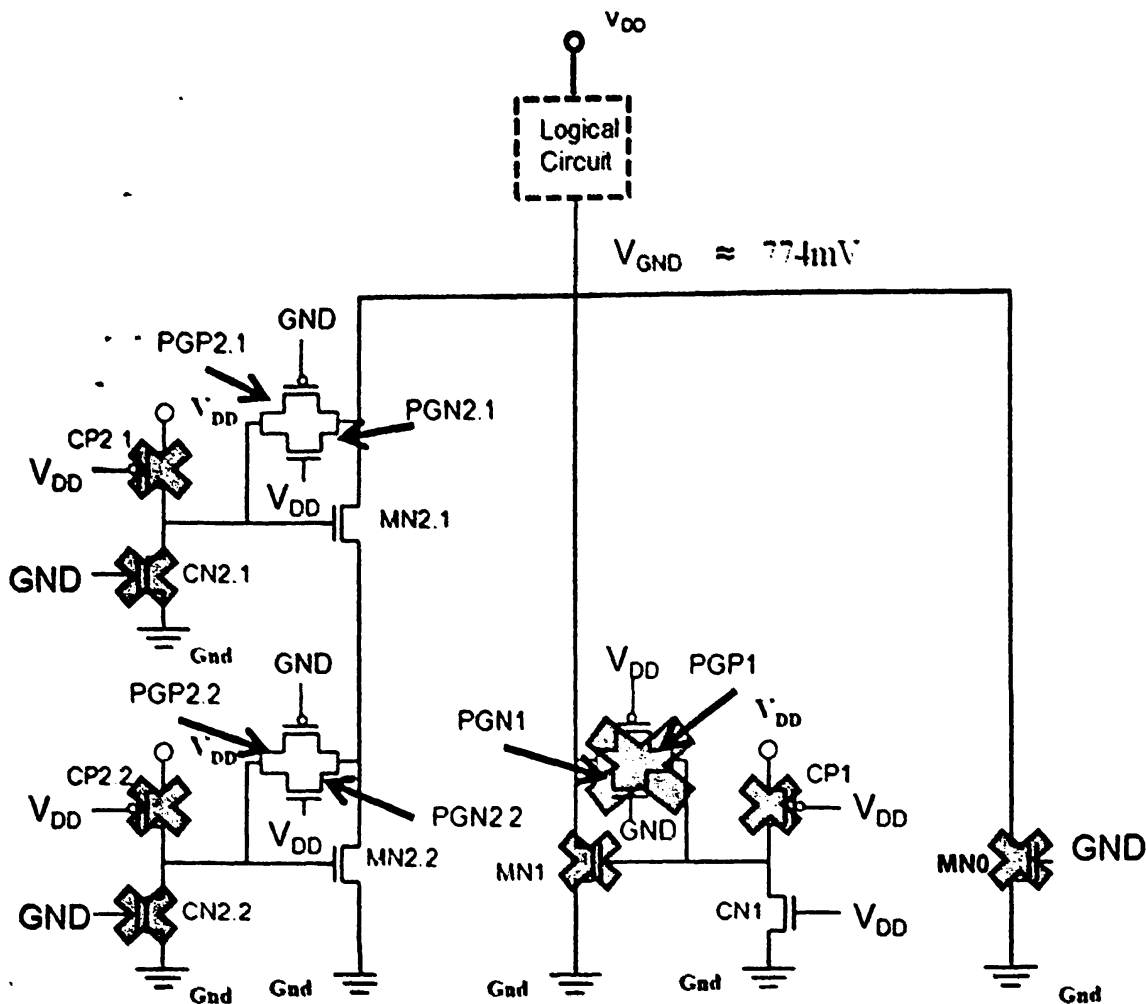 VDD
Logical
Circuit
VGND ≈ 774mV
GND
PGP2.1
VDD
PGN2.1
CP2.1
VDD
VDD
MN2.1
GND
CN2.1
Gnd
GND
PGP2.2
VDD
CP2.2
VDD
VDD
PGN2.2
MN2.2
GND
CN2.2
Gnd
Gnd
VDD
PGP1
PGN1
VDD
CP1
GND
VDD
MN1
CN1
VDD
MN0
GND
Gnd
Gnd
Gnd